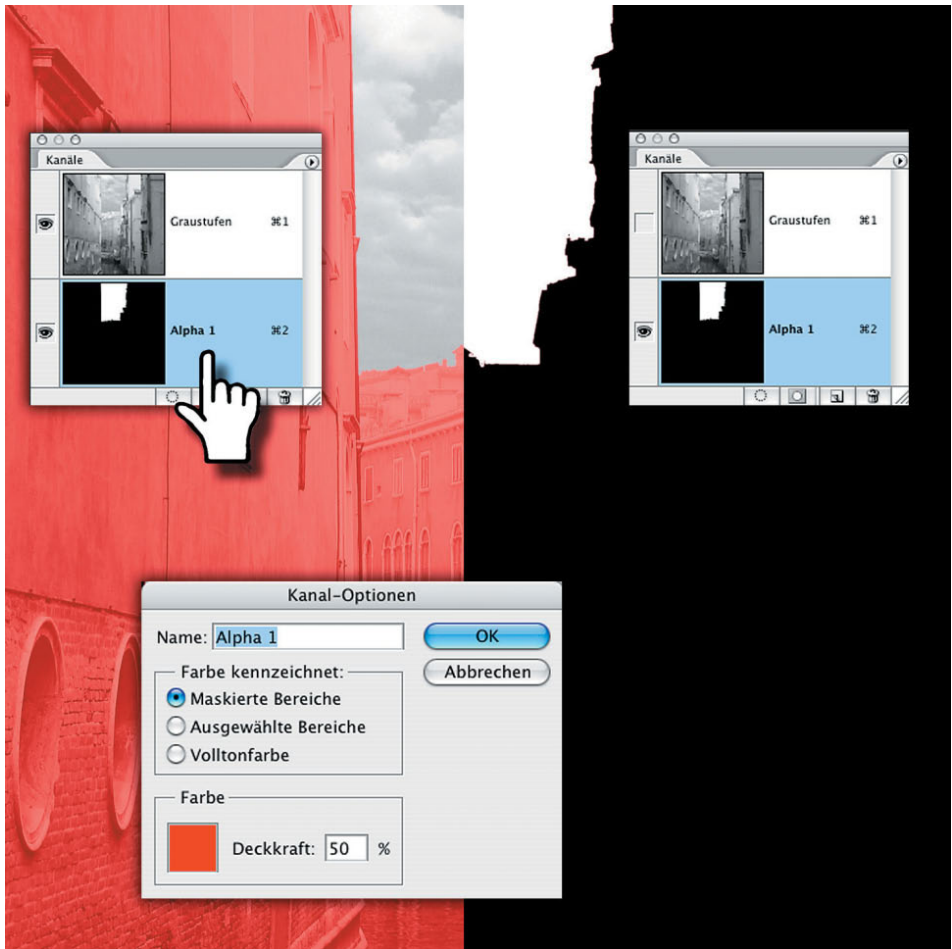 Kanäle
Graustufen ⌘1
Alpha 1 ⌘2
Kanäle
Graustufen ⌘1
Alpha 1 ⌘2
Kanal-Optionen
Name: Alpha 1
OK
Abbrechen
Farbe kennzeichnet:
Maskierte Bereiche
Ausgewählte Bereiche
Volltonfarbe
Farbe
Deckkraft: 50 %